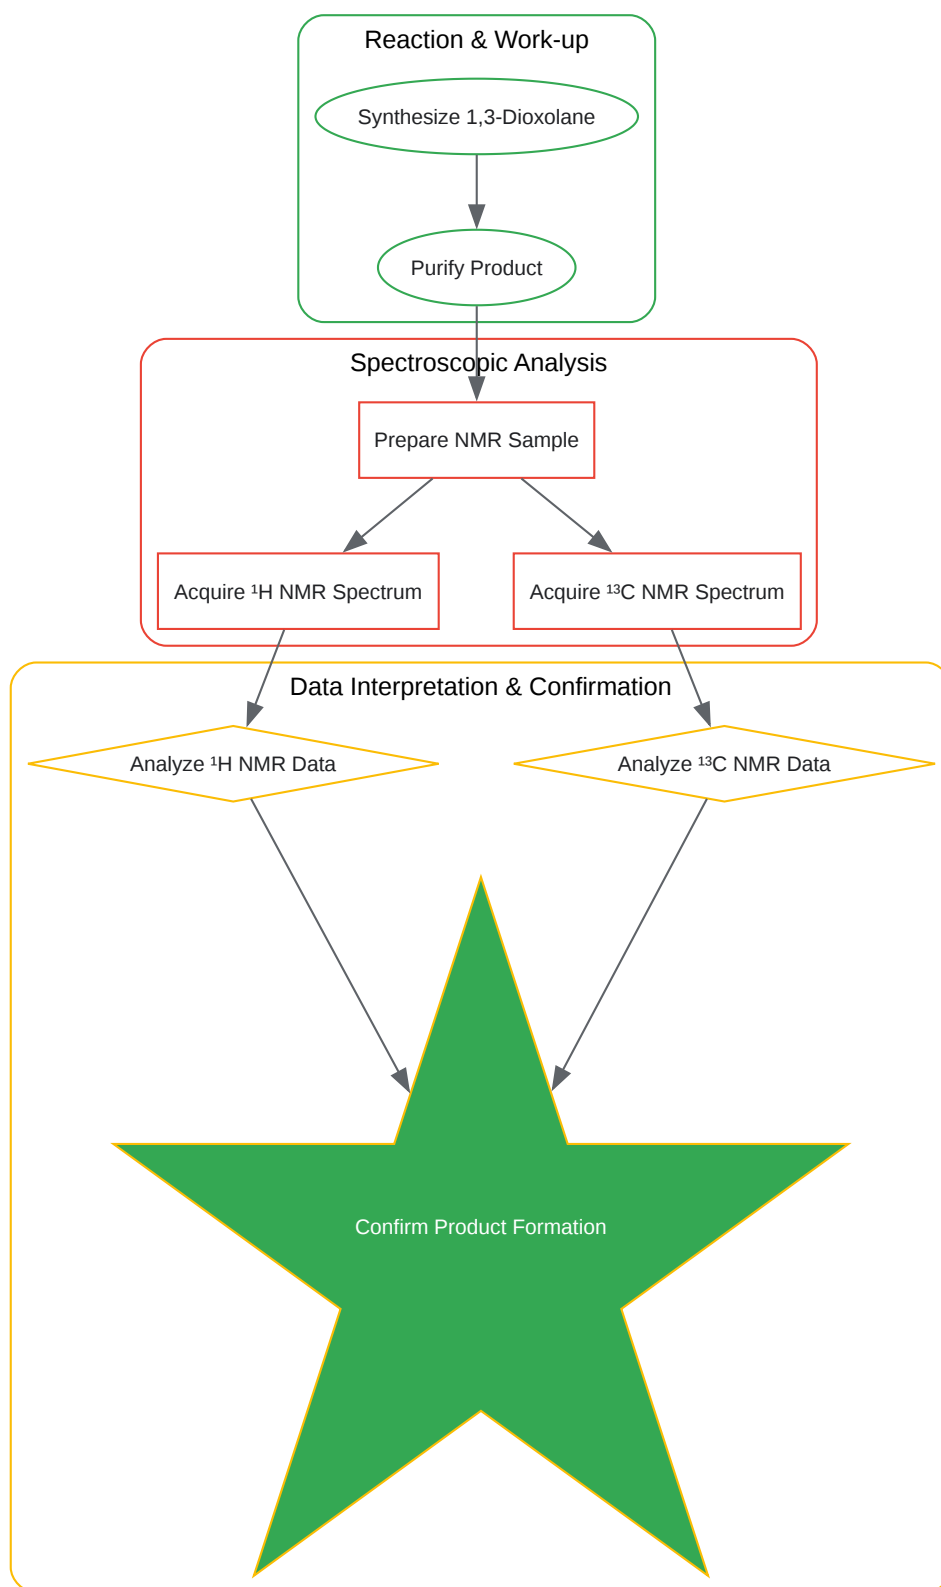 Reaction & Work-up
Synthesize 1,3-Dioxolane
Purify Product
Spectroscopic Analysis
Prepare NMR Sample
Acquire ¹H NMR Spectrum
Acquire ¹³C NMR Spectrum
Data Interpretation & Confirmation
Analyze ¹H NMR Data
Analyze ¹³C NMR Data
Confirm Product Formation